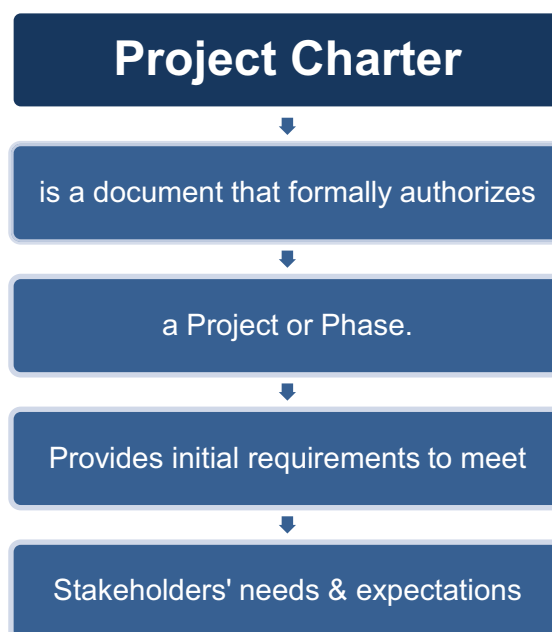 Project Charter
is a document that formally authorizes
a Project or Phase.
Provides initial requirements to meet
Stakeholders' needs & expectations